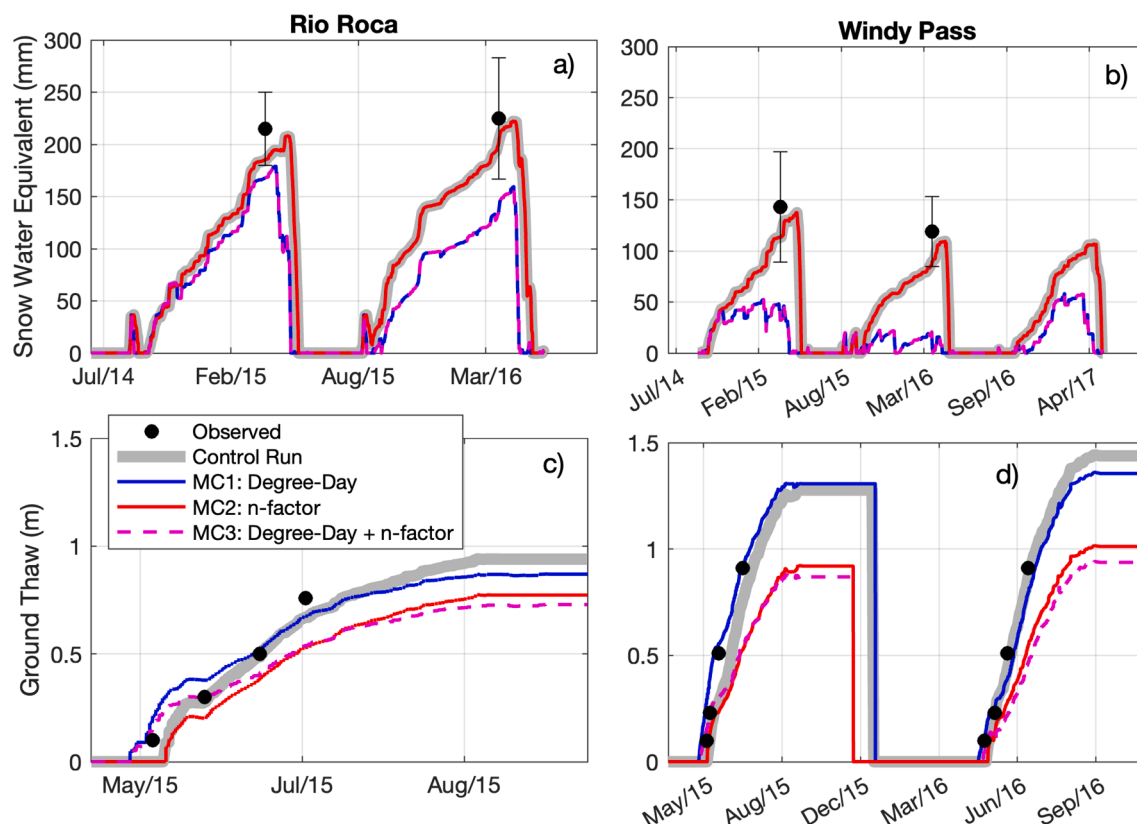 Rio Roca
Windy Pass
Snow Water Equivalent (mm)
300
250
200
150
100
50
0
a)
Jul/14
Feb/15
Aug/15
Mar/16
300
250
200
150
100
50
0
b)
Jul/14
Feb/15
Aug/15
Mar/16
Sep/16
Apr/17
Observed
Control Run
MC1: Degree-Day
MC2: n-factor
MC3: Degree-Day + n-factor
Ground Thaw (m)
1.5
1
0.5
0
c)
May/15
Jul/15
Aug/15
1.5
1
0.5
0
d)
May/15
Aug/15
Dec/15
Mar/16
Jun/16
Sep/16